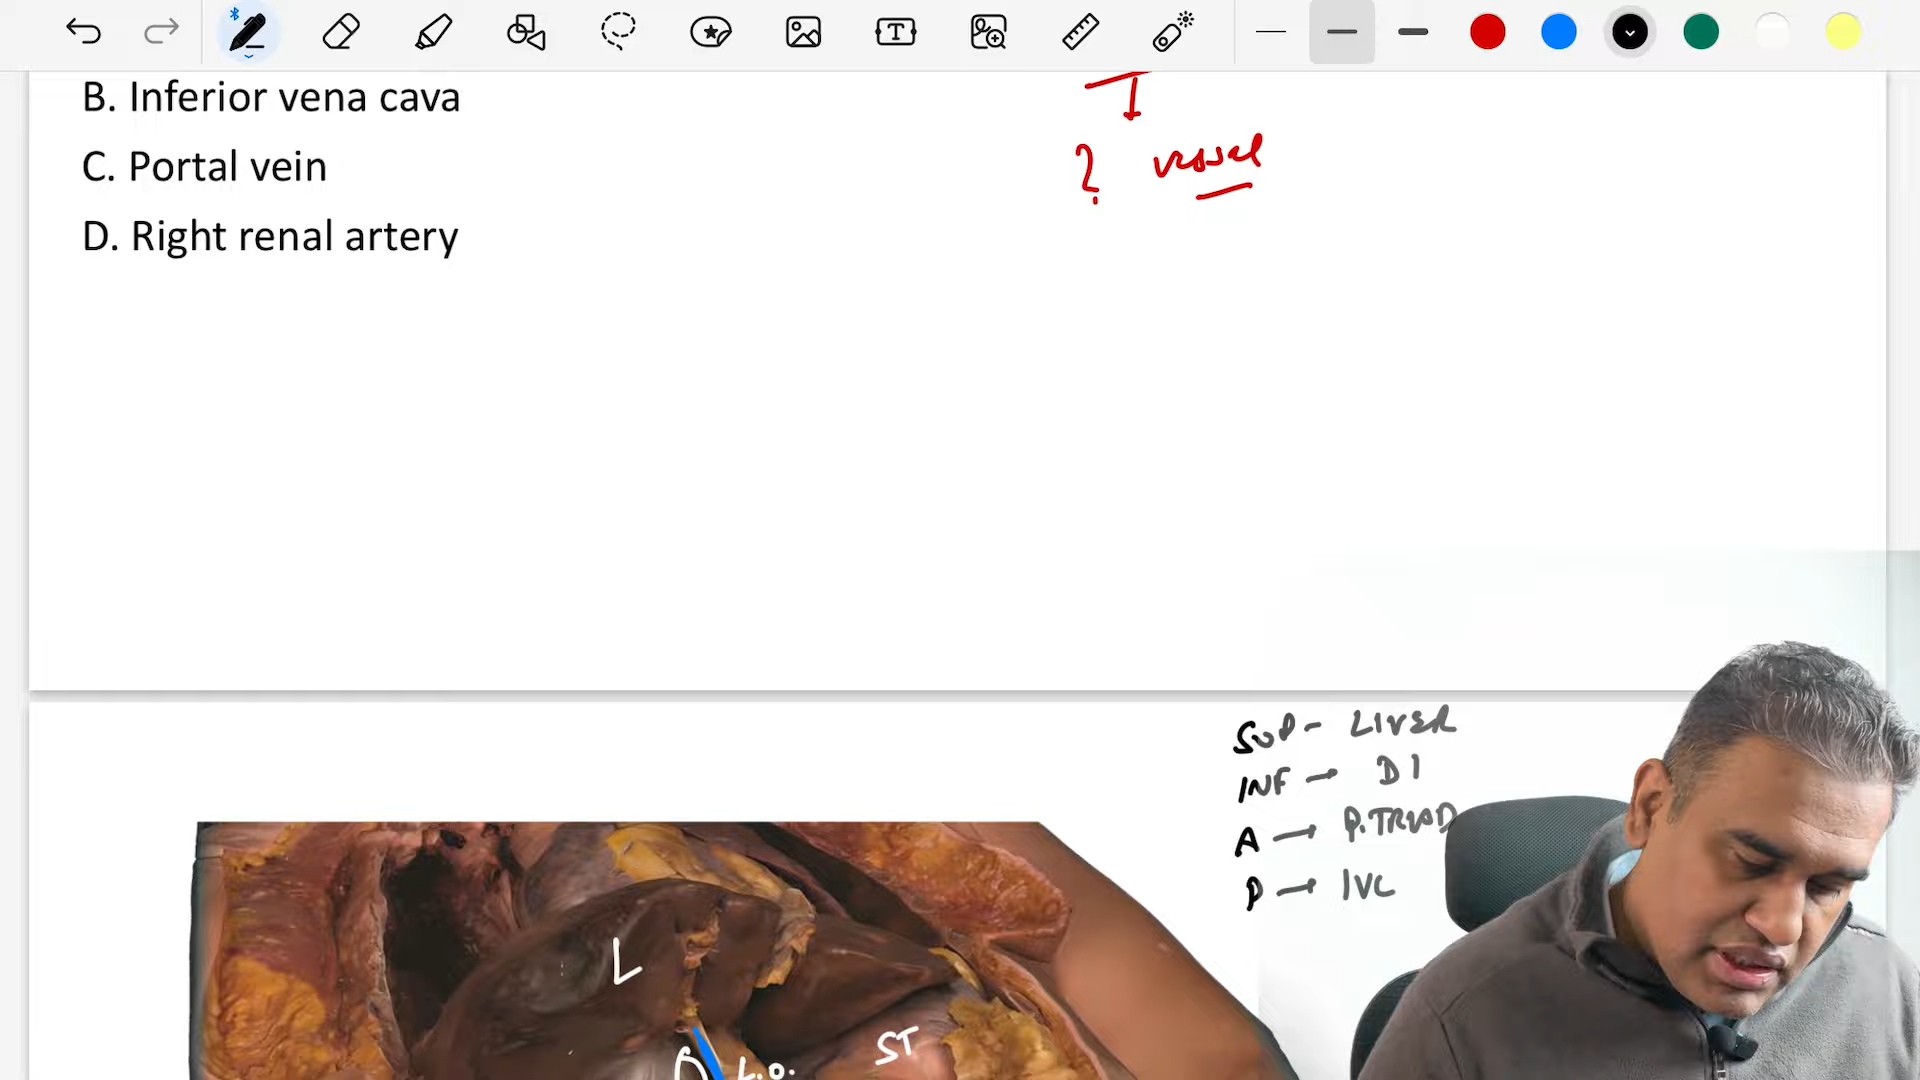 B. Inferior vena cava
C. Portal vein
D. Right renal artery
? vessel
SUP - LIVER
INF → D1
A → P. TRIAD
P → IVC
L
ST
L.O.